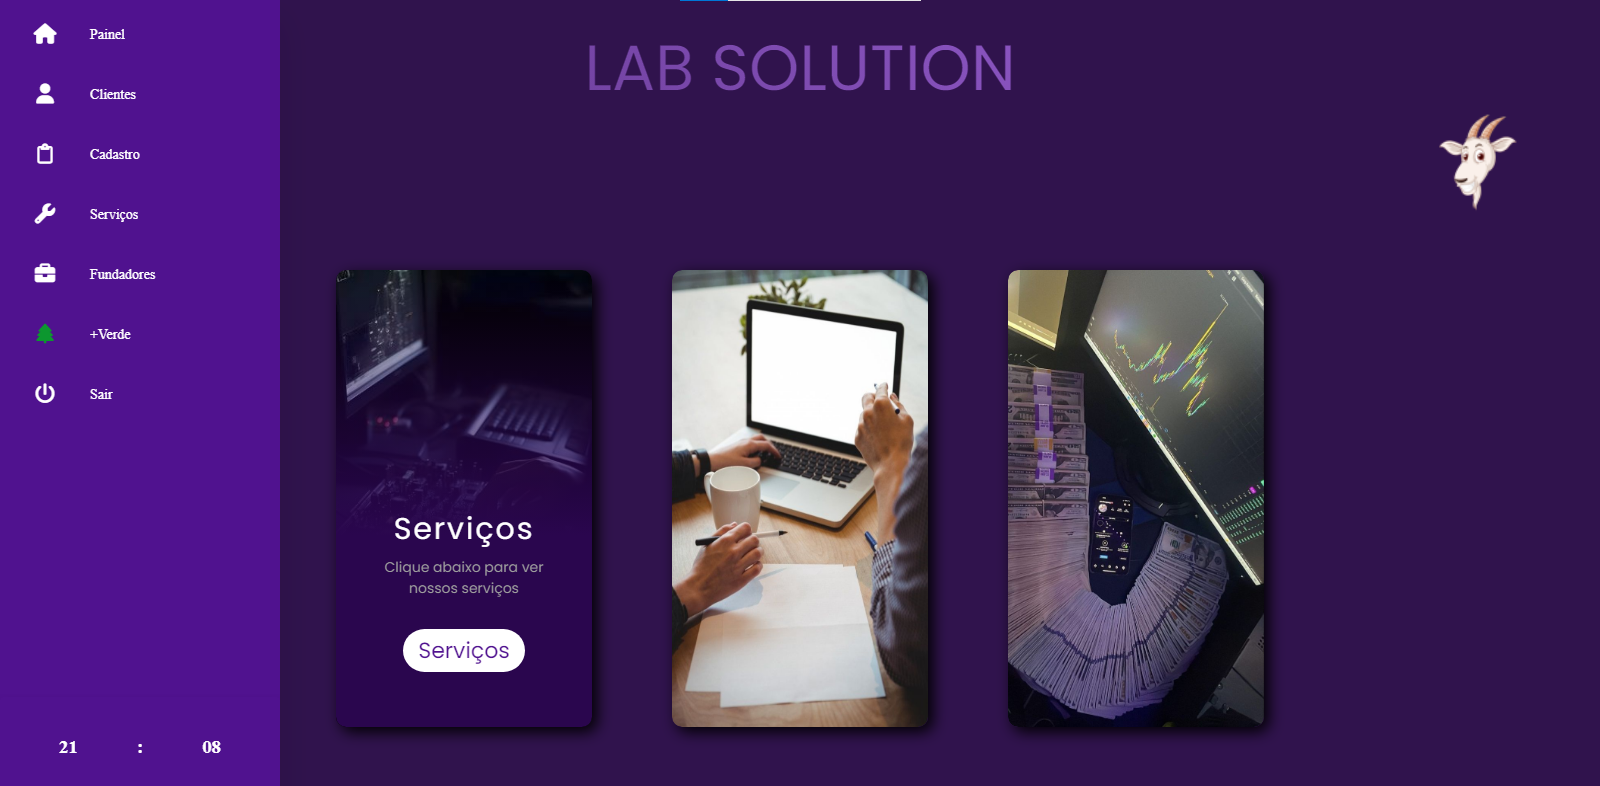 Painel
Clientes
Cadastro
Serviços
Fundadores
+Verde
Sair
21 : 08
LAB SOLUTION
Serviços
Clique abaixo para ver
nossos serviços
Serviços